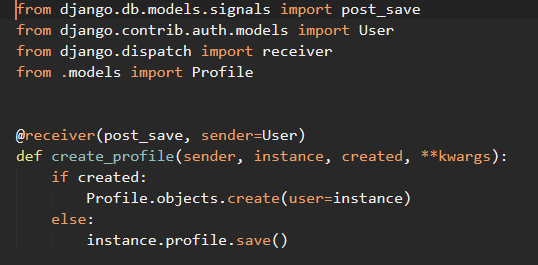 from django.db.models.signals import post_save
from django.contrib.auth.models import User
from django.dispatch import receiver
from .models import Profile


@receiver(post_save, sender=User)
def create_profile(sender, instance, created, **kwargs):
    if created:
        Profile.objects.create(user=instance)
    else:
        instance.profile.save()